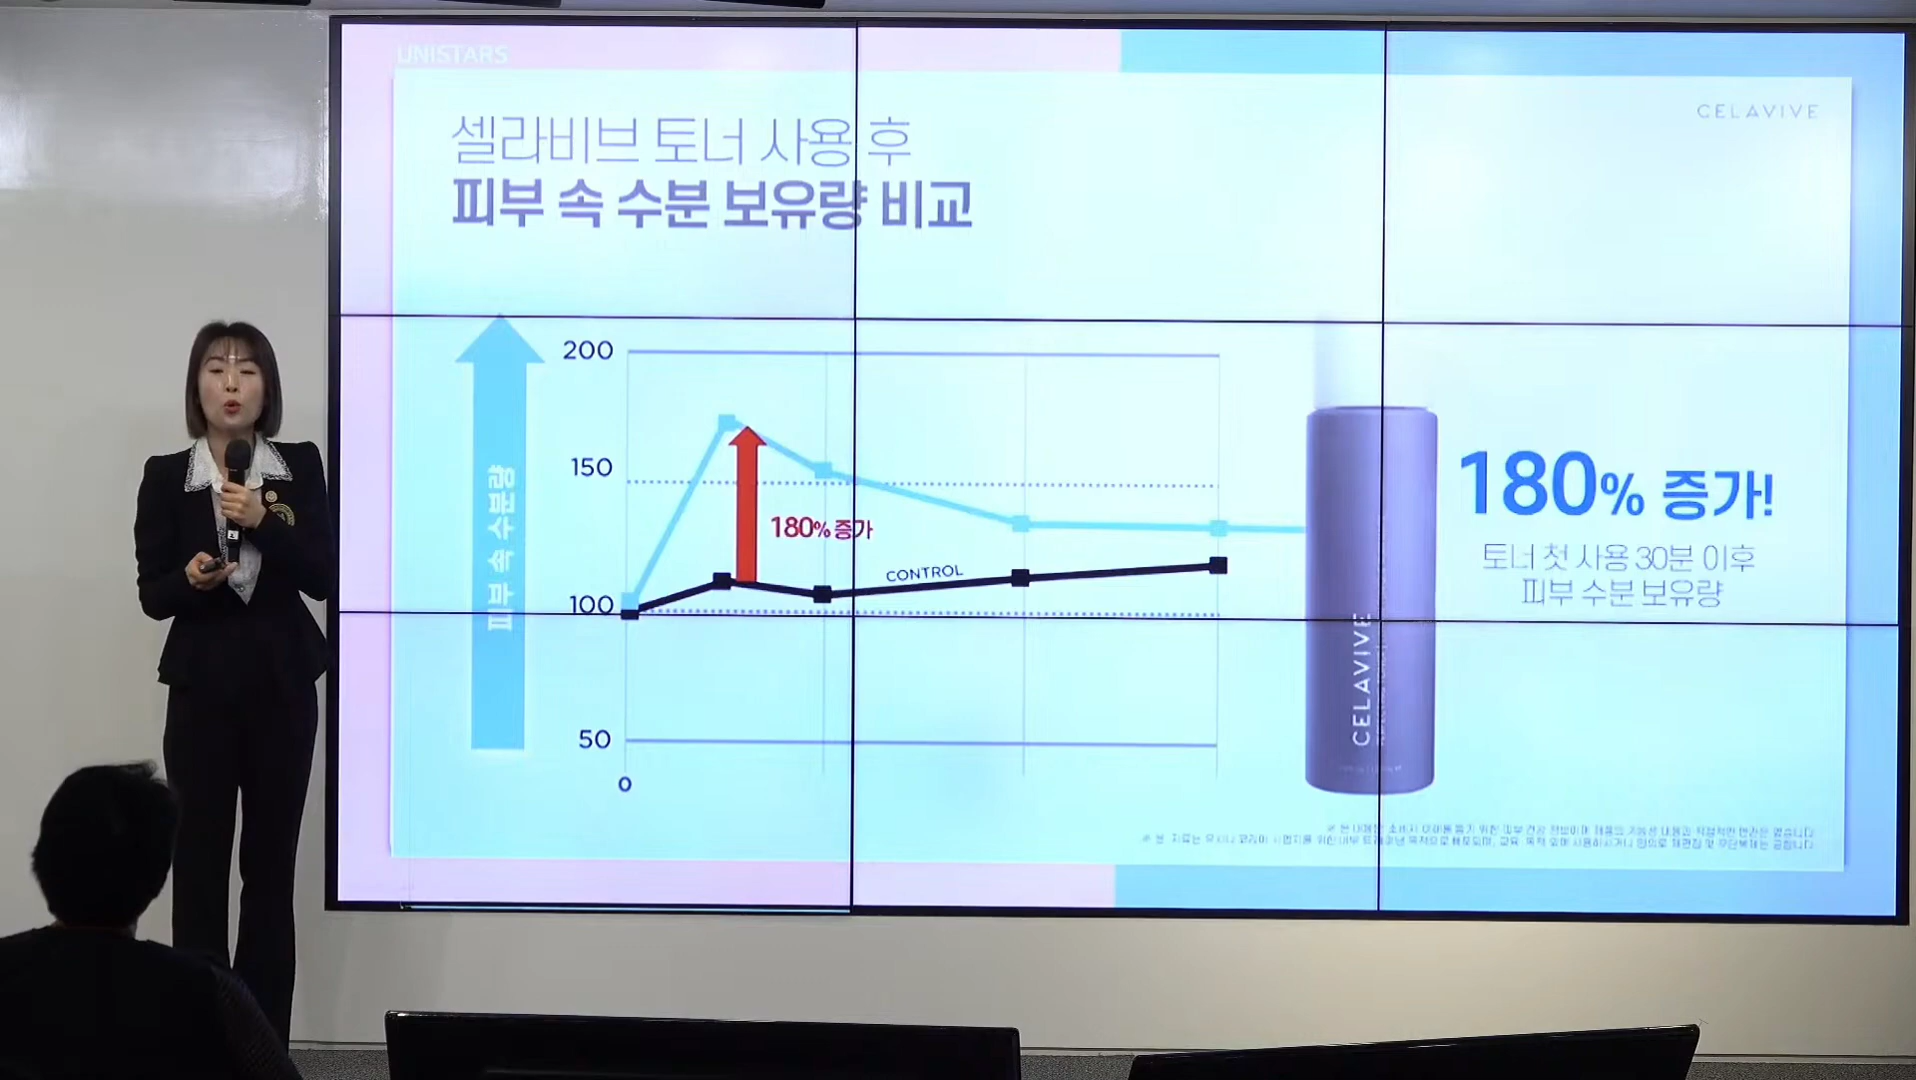 UNISTARS
CELAVIVE
셀라비브 토너 사용 후
피부 속 수분 보유량 비교
피부 속 수분량
200
150
100
50
0
180% 증가
CONTROL
CELAVIVE
180% 증가!
토너 첫 사용 30분 이후
피부 수분 보유량